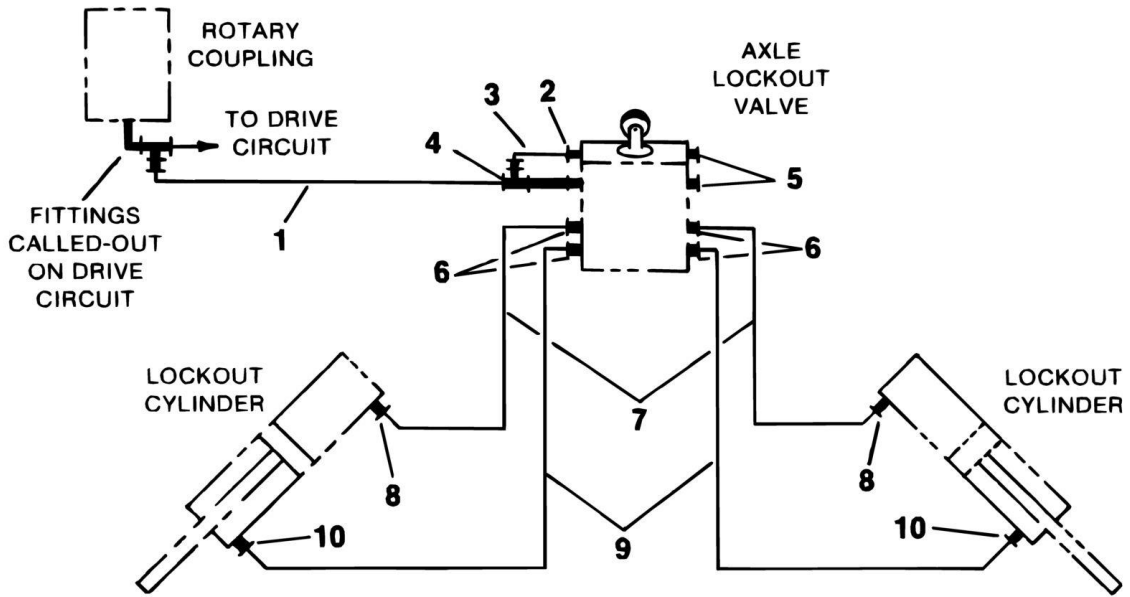 ROTARY
COUPLING
TO DRIVE
CIRCUIT
FITTINGS
CALLED-OUT
ON DRIVE
CIRCUIT
1
3
2
4
AXLE
LOCKOUT
VALVE
5
6
6
LOCKOUT
CYLINDER
8
10
7
9
LOCKOUT
CYLINDER
8
10